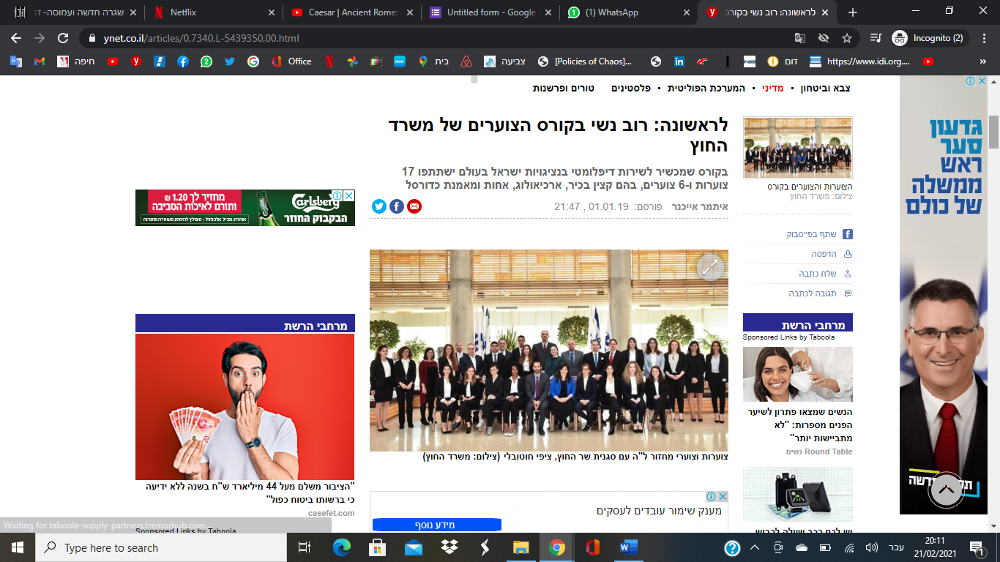 שגרה חדשה ועמוסה- דו
Netflix
Caesar | Ancient Rome
Untitled form - Google
(1) WhatsApp
לראשונה: רוב נשי בקורס
ynet.co.il/articles/0,7340,L-5439350,00.html
Incognito (2)
חיפה
Office
בית
צביעה
[Policies of Chaos]...
דום
https://www.idi.org....
צבא וביטחון
מדיני
המערכת הפוליטית
פלסטינים
טורים ופרשנות
לראשונה: רוב נשי בקורס הצוערים של משרד
החוץ
בקורס שמכשיר לשירות דיפלומטי בנציגויות ישראל בעולם ישתתפו 17
צוערות ו-6 צוערים, בהם קצין בכיר, ארכיאולוג, אחות ומאמנת כדורסל
איתמר אייכנר פורסם: 01.01.19 , 21:47
צוערות וצוערי מחזור ל"ה עם סגנית שר החוץ, ציפי חוטובלי (צילום: משרד החוץ)
מענק שימור עובדים לעסקים
מידע נוסף
הצוערות והצוערים בקורס
צילום: משרד החוץ
שתף בפייסבוק
הדפסה
שלח כתבה
תגובה לכתבה
מרחבי הרשת
Sponsored Links by Taboola
הנשים שמצאו פתרון לשיער
הפנים מספרות: "לא
מתביישות יותר"
Round Table נשים
Carlsberg
הבקבוק החוזר
מחזיר לך 1.20 ₪
ותורם לאיכות הסביבה
אזהרה: מכיל אלכוהול - מומלץ להימנע משתייה מופרזת
מרחבי הרשת
"הציבור משלם מעל 44 מיליארד ש"ח בשנה ללא ידיעה
כי ברשותו ביטוח כפול"
casefet.com
Sponsored Links by Taboola
Waiting for taboola-supply-partners.tremorhub.com...
גדעון
סער
ראש
ממשלה
של כולם
Type here to search
עבר
20:11
21/02/2021
1